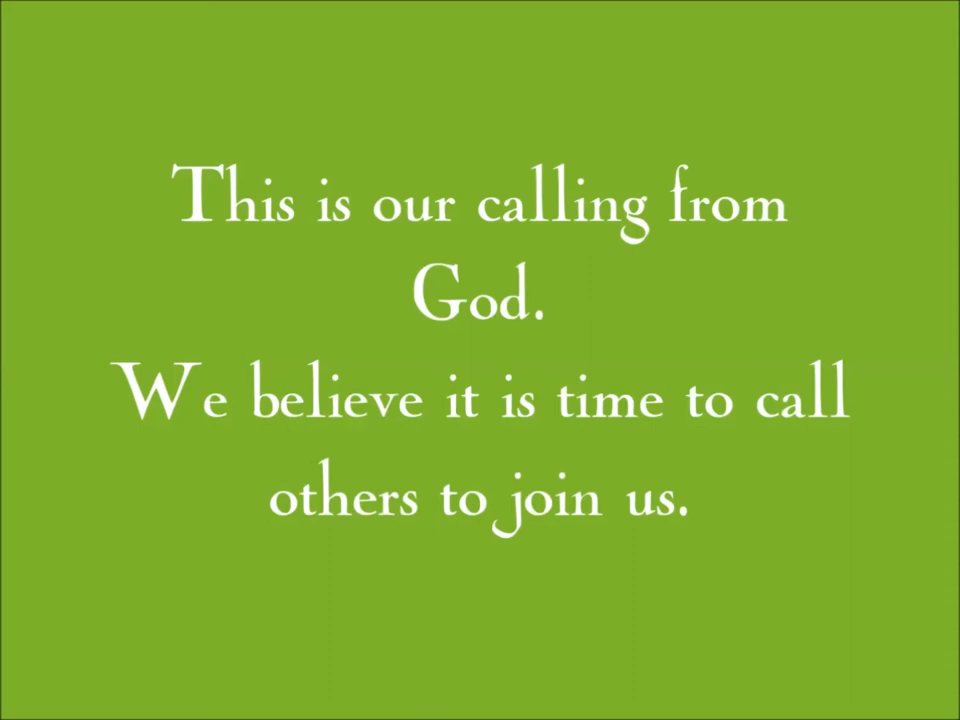 This is our calling from
God.
We believe it is time to call
others to join us.